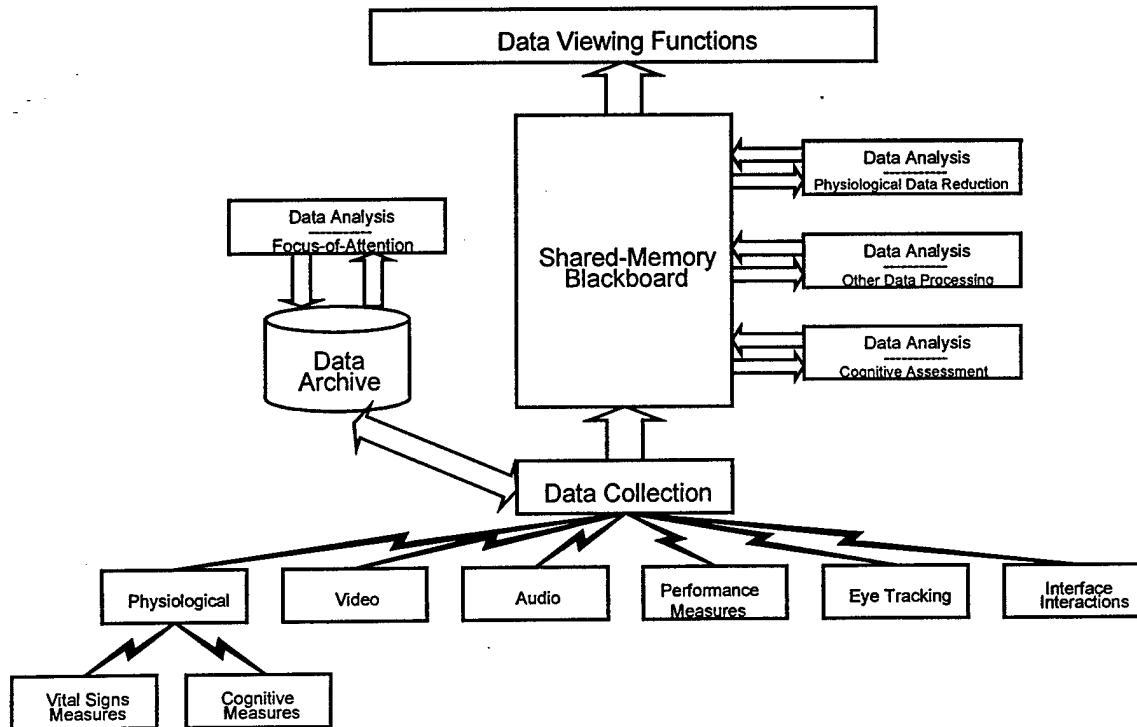 Data Viewing Functions
Data Analysis
Physiological Data Reduction
Data Analysis
Focus-of-Attention
Shared-Memory
Blackboard
Data Analysis
Other Data Processing
Data Archive
Data Analysis
Cognitive Assessment
Data Collection
Physiological
Video
Audio
Performance
Measures
Eye Tracking
Interface
Interactions
Vital Signs
Measures
Cognitive
Measures